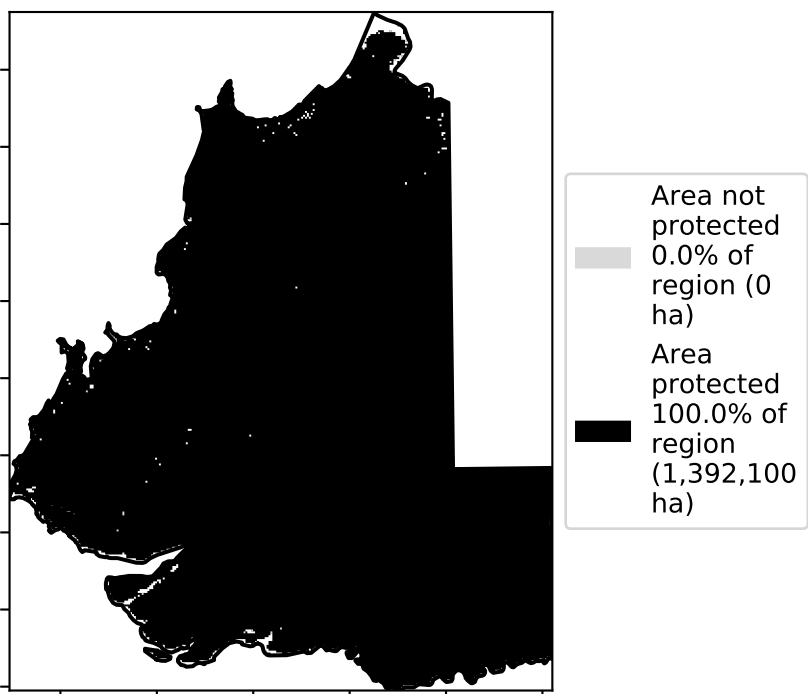 Area not
protected
0.0% of
region (0
ha)
Area
protected
100.0% of
region
(1,392,100
ha)